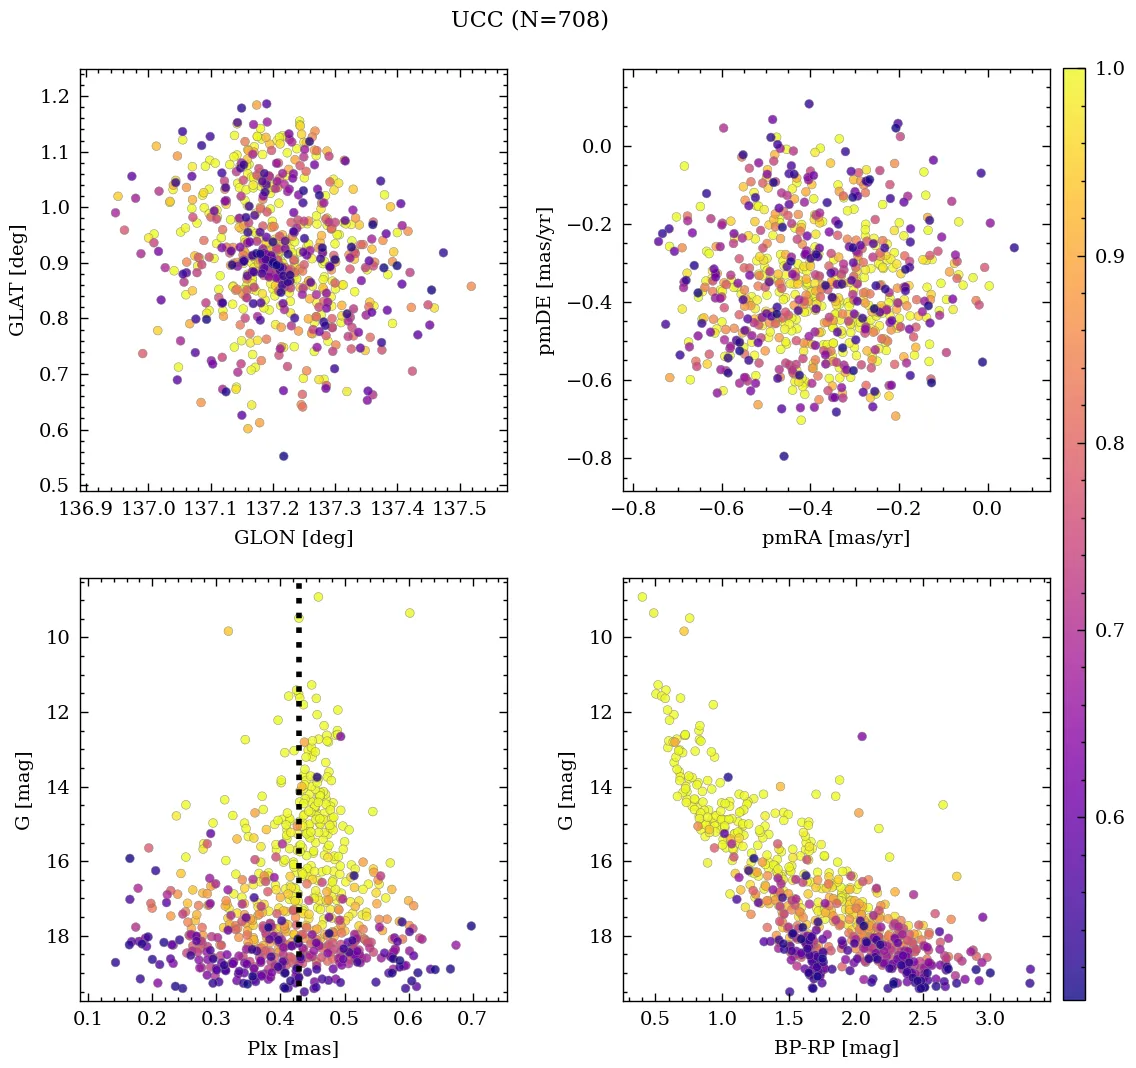 UCC (N=708)
1.2
1.1
1.0
0.9
0.8
0.7
0.6
0.5
GLAT [deg]
136.9 137.0 137.1 137.2 137.3 137.4 137.5
GLON [deg]
0.0
−0.2
−0.4
−0.6
−0.8
pmDE [mas/yr]
−0.8 −0.6 −0.4 −0.2 0.0
pmRA [mas/yr]
1.0
0.9
0.8
0.7
0.6
10
12
14
16
18
G [mag]
0.1 0.2 0.3 0.4 0.5 0.6 0.7
Plx [mas]
10
12
14
16
18
G [mag]
0.5 1.0 1.5 2.0 2.5 3.0
BP-RP [mag]